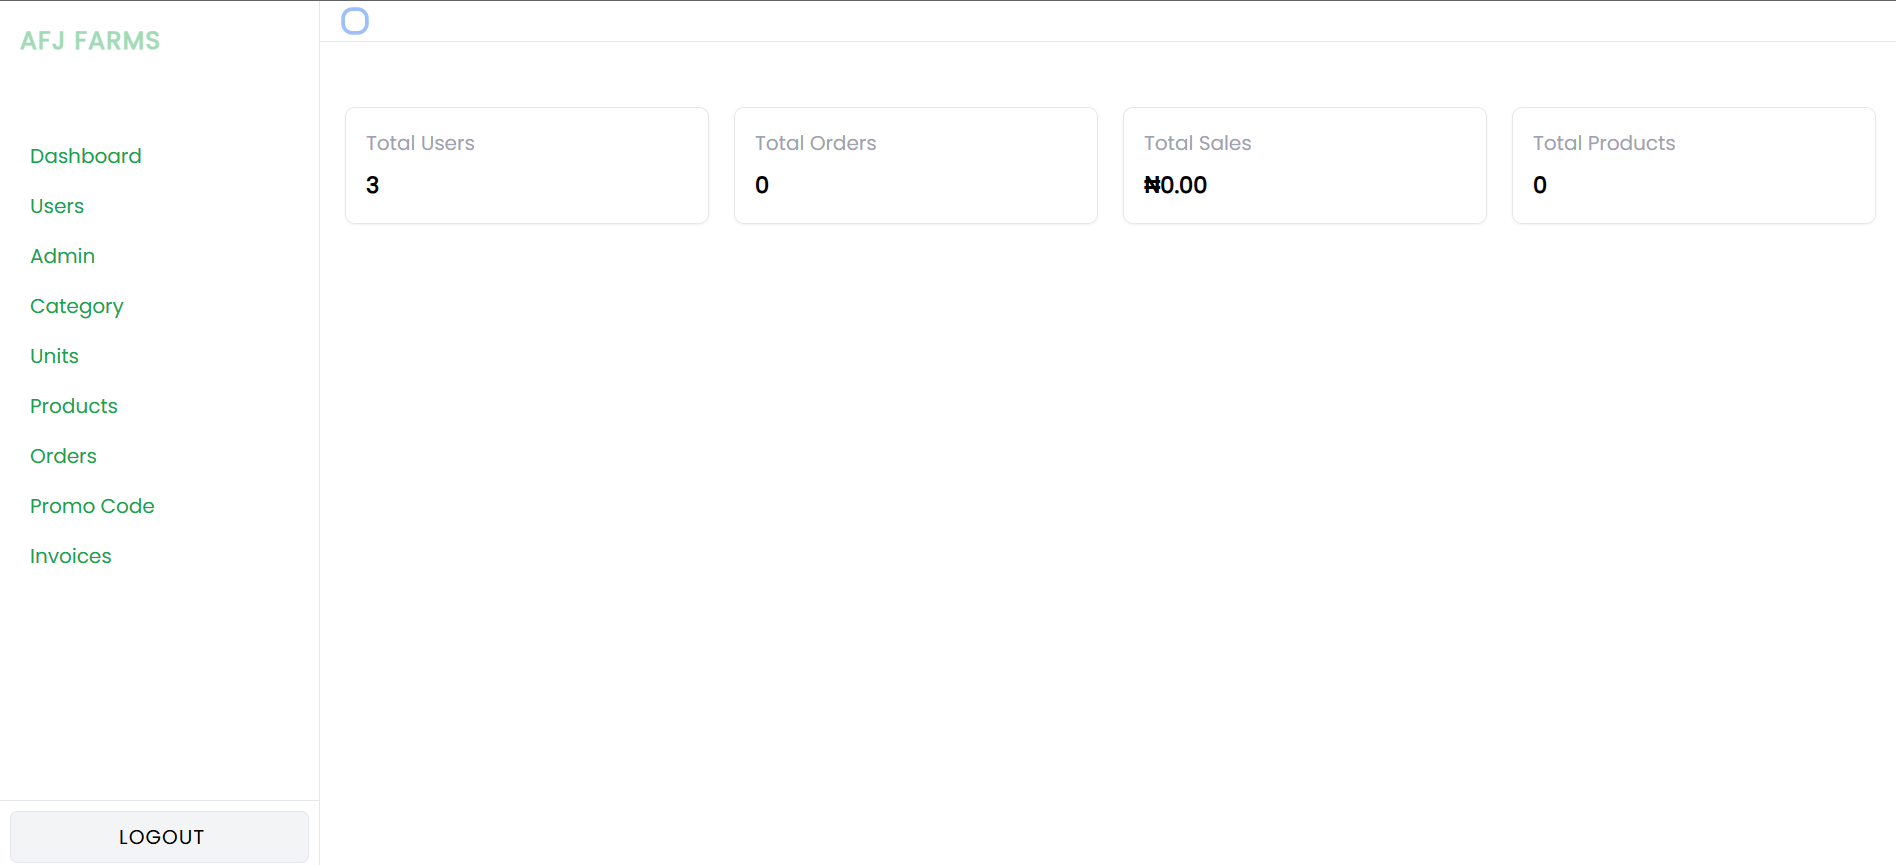 AFJ FARMS
Dashboard
Users
Admin
Category
Units
Products
Orders
Promo Code
Invoices
LOGOUT
Total Users
3
Total Orders
0
Total Sales
₦0.00
Total Products
0